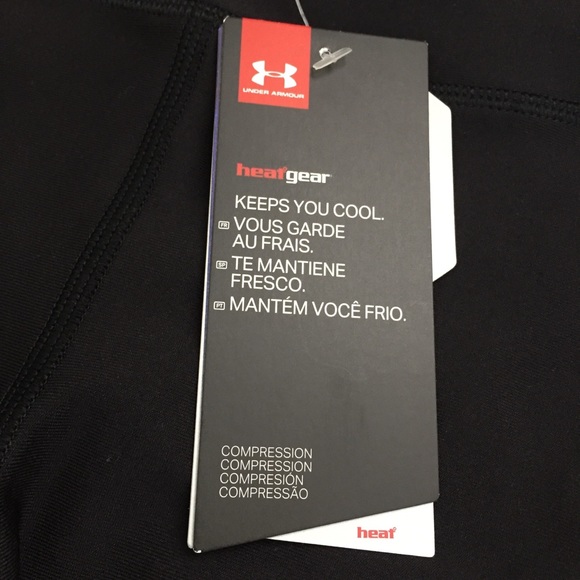 UNDER ARMOUR
heatgear
KEEPS YOU COOL.
FR VOUS GARDE
AU FRAIS.
SP TE MANTIENE
FRESCO.
PT MANTÉM VOCÊ FRIO.
COMPRESSION
COMPRESSION
COMPRESIÓN
COMPRESSÃO
heat